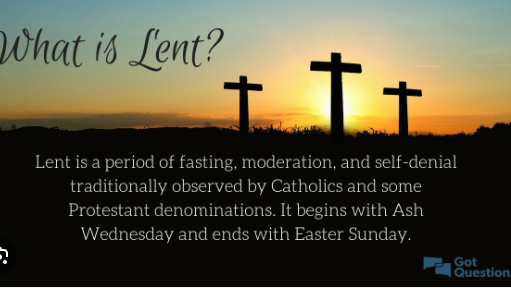 What is Lent?
Lent is a period of fasting, moderation, and self-denial
traditionally observed by Catholics and some
Protestant denominations. It begins with Ash
Wednesday and ends with Easter Sunday.
Got
Question